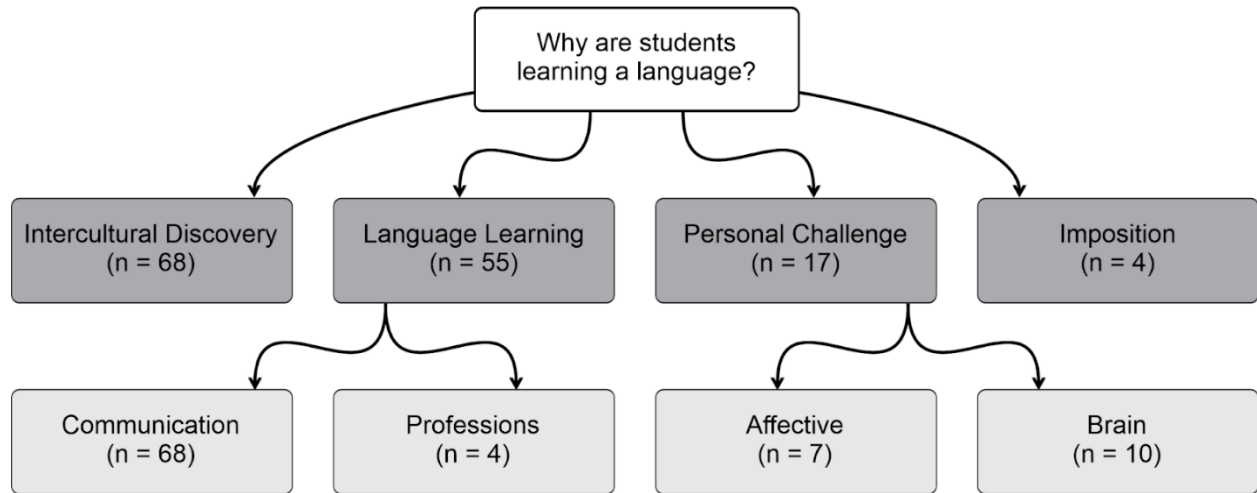 Why are students
learning a language?
Intercultural Discovery
(n = 68)
Language Learning
(n = 55)
Personal Challenge
(n = 17)
Imposition
(n = 4)
Communication
(n = 68)
Professions
(n = 4)
Affective
(n = 7)
Brain
(n = 10)